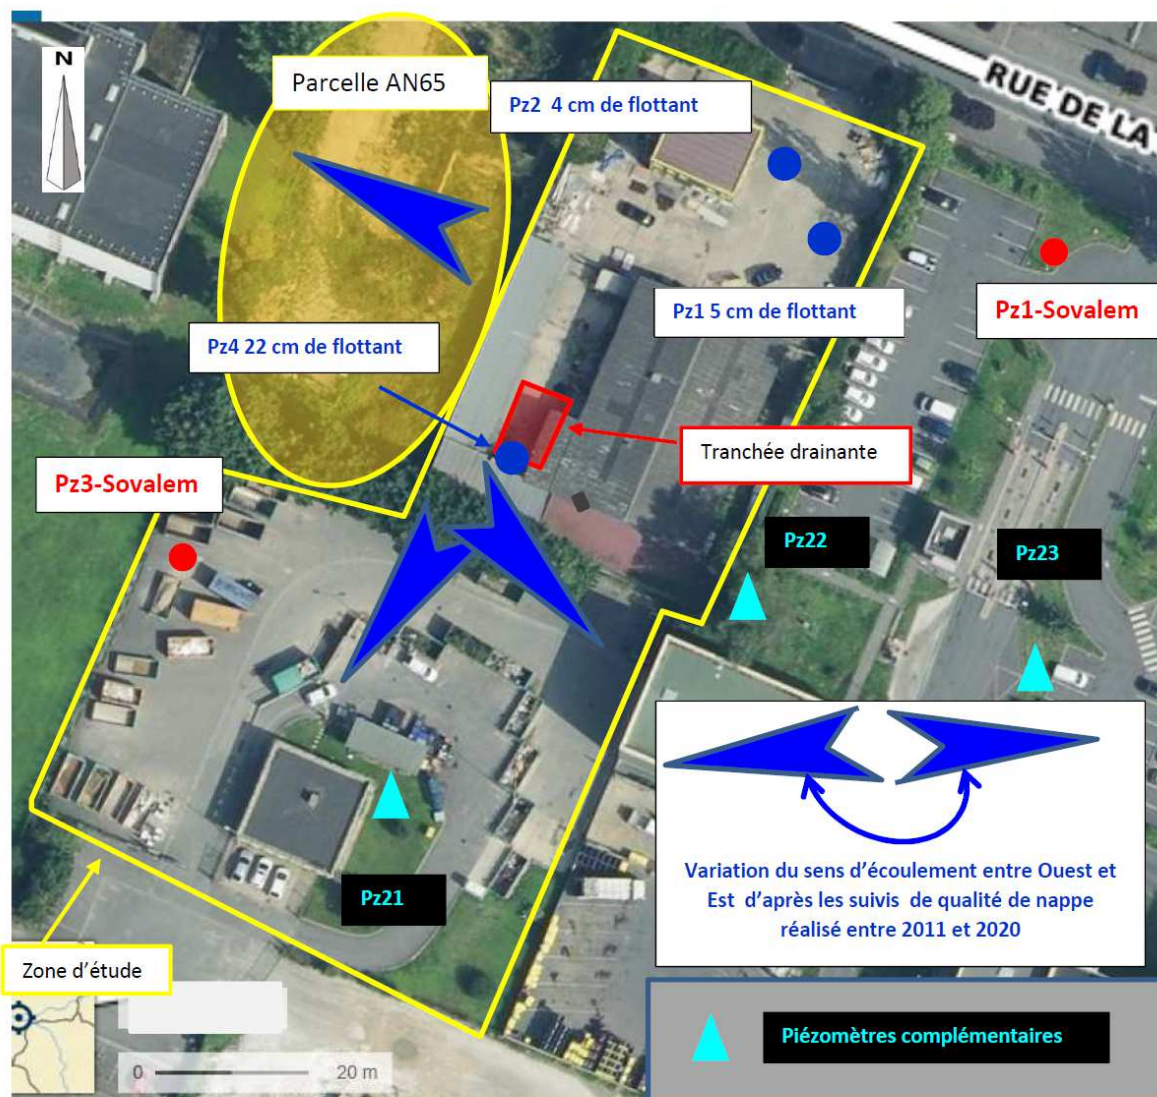 N
Parcelle AN65
Pz2 4 cm de flottant
RUE DE LA
Pz1-Sovalem
Pz1 5 cm de flottant
Pz4 22 cm de flottant
Tranchée drainante
Pz3-Sovalem
Pz22
Pz23
Pz21
Variation du sens d'écoulement entre Ouest et
Est d'après les suivis de qualité de nappe
réalisé entre 2011 et 2020
Zone d'étude
Piézomètres complémentaires
0 20 m